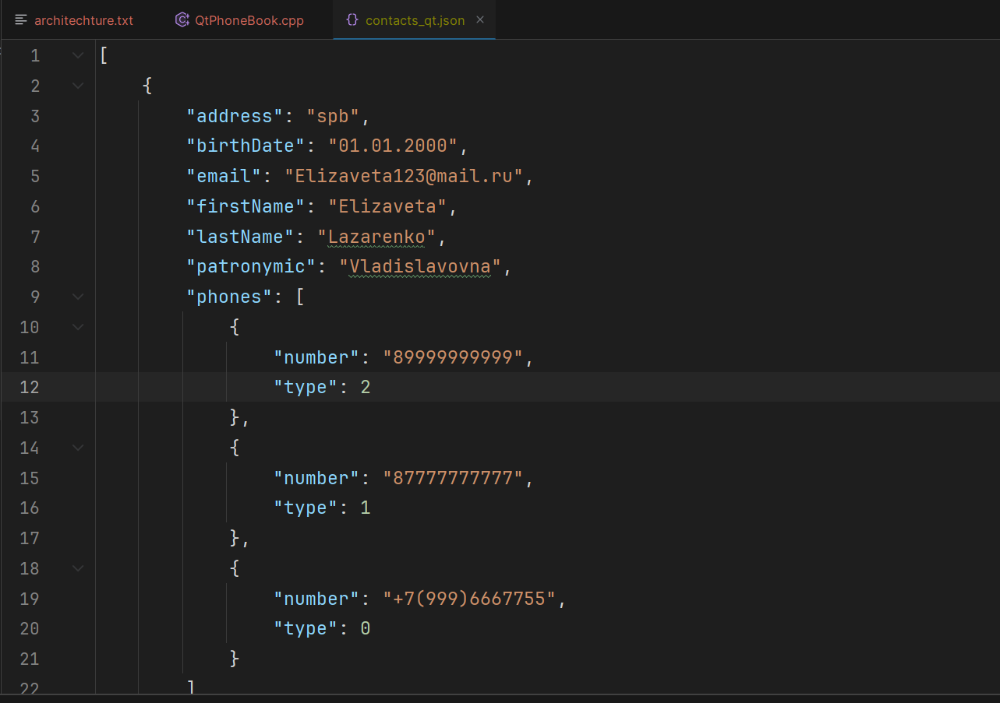 architechture.txt QtPhoneBook.cpp contacts_qt.json
1 [
2 {
3 "address": "spb",
4 "birthDate": "01.01.2000",
5 "email": "Elizaveta123@mail.ru",
6 "firstName": "Elizaveta",
7 "lastName": "Lazarenko",
8 "patronymic": "Vladislavovna",
9 "phones": [
10 {
11 "number": "89999999999",
12 "type": 2
13 },
14 {
15 "number": "87777777777",
16 "type": 1
17 },
18 {
19 "number": "+7(999)6667755",
20 "type": 0
21 }
22 ]